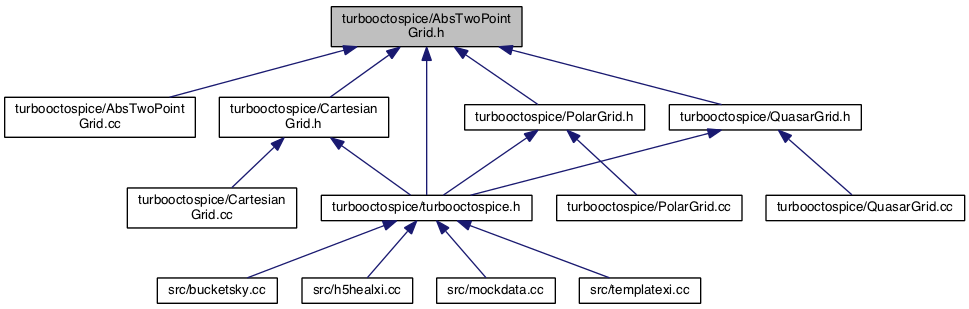 turbooctospice/AbsTwoPoint
Grid.h
turbooctospice/AbsTwoPoint
Grid.cc
turbooctospice/Cartesian
Grid.h
turbooctospice/PolarGrid.h
turbooctospice/QuasarGrid.h
turbooctospice/Cartesian
Grid.cc
turbooctospice/turbooctospice.h
turbooctospice/PolarGrid.cc
turbooctospice/QuasarGrid.cc
src/bucketsky.cc
src/h5healxi.cc
src/mockdata.cc
src/templatexi.cc